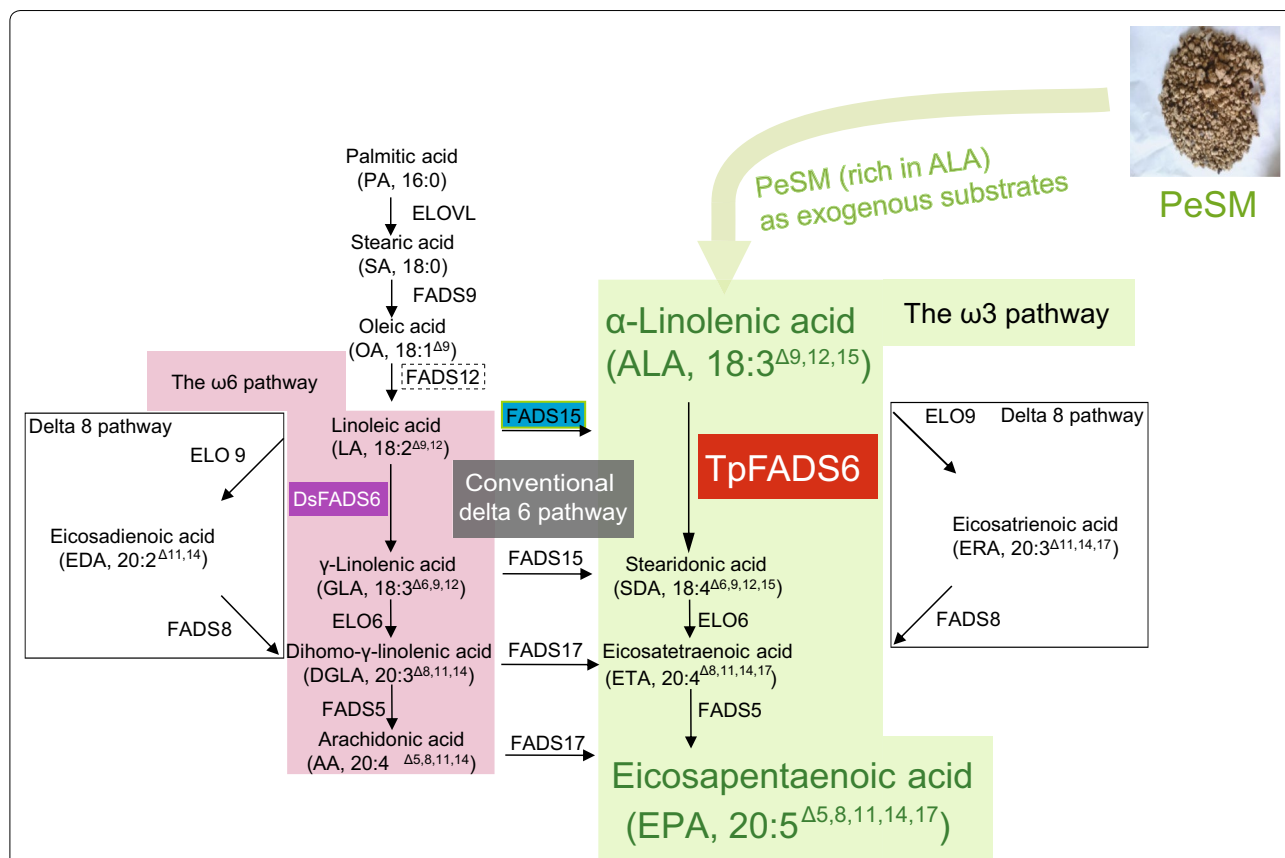 PeSM
PeSM (rich in ALA)
as exogenous substrates
Palmitic acid
(PA, 16:0)
ELOVL
Stearic acid
(SA, 18:0)
FADS9
Oleic acid
(OA, 18:1Δ9)
FADS12
The ω6 pathway
Linoleic acid
(LA, 18:2Δ9,12)
DsFADS6
γ-Linolenic acid
(GLA, 18:3Δ6,9,12)
ELO6
Dihomo-γ-linolenic acid
(DGLA, 20:3Δ8,11,14)
FADS5
Arachidonic acid
(AA, 20:4 Δ5,8,11,14)
Delta 8 pathway
ELO 9
Eicosadienoic acid
(EDA, 20:2Δ11,14)
FADS8
FADS15
Conventional
delta 6 pathway
FADS15
FADS17
FADS17
The ω3 pathway
α-Linolenic acid
(ALA, 18:3Δ9,12,15)
TpFADS6
Stearidonic acid
(SDA, 18:4Δ6,9,12,15)
ELO6
Eicosatetraenoic acid
(ETA, 20:4Δ8,11,14,17)
FADS5
Eicosapentaenoic acid
(EPA, 20:5Δ5,8,11,14,17)
ELO9
Delta 8 pathway
Eicosatrienoic acid
(ERA, 20:3Δ11,14,17)
FADS8